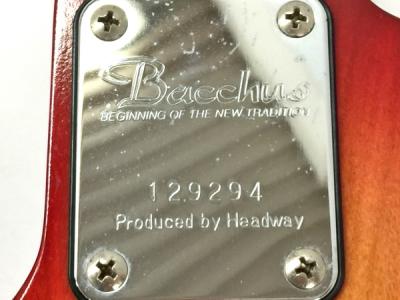 Bacchus
BEGINNING OF THE NEW TRADITION
129294
Produced by Headway